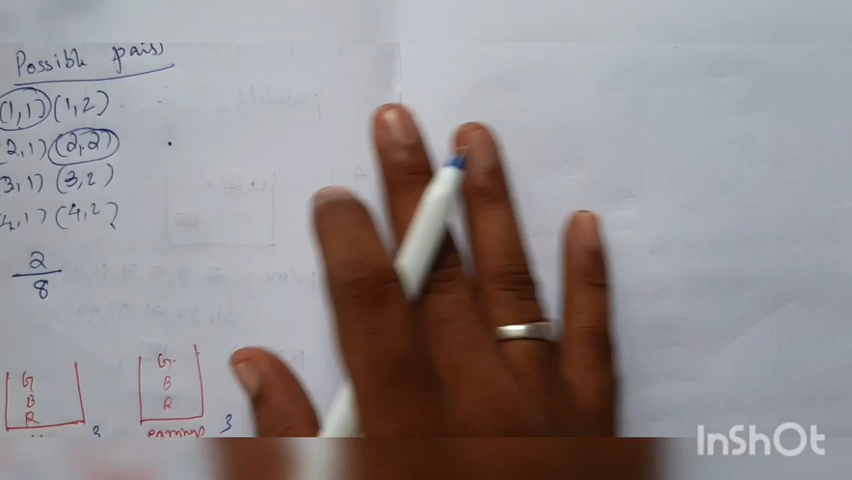 Possible pairs
(1,1) (1,2)
2,1) (2,2)
3,1) (3,2)
4,1) (4,2}
2
8
G
B
R
3
G
B
R
earrings 3
InShOt